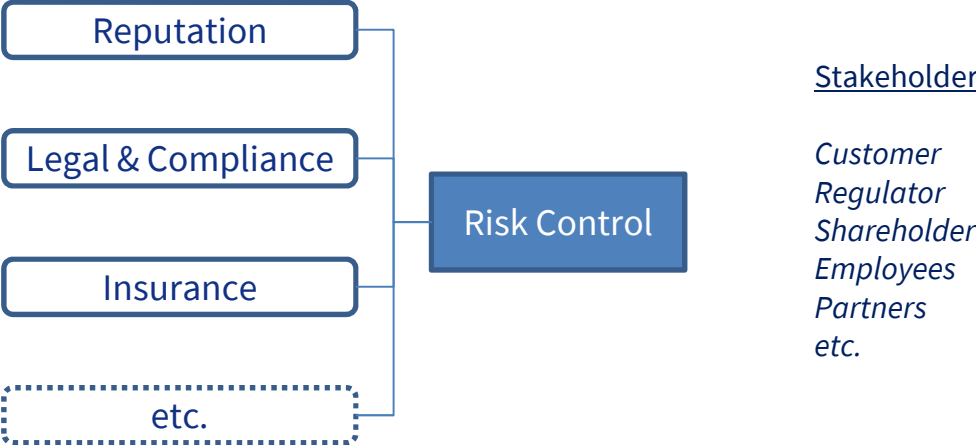 Reputation
Legal & Compliance
Insurance
etc.
Risk Control
Stakeholder
Customer
Regulator
Shareholder
Employees
Partners
etc.